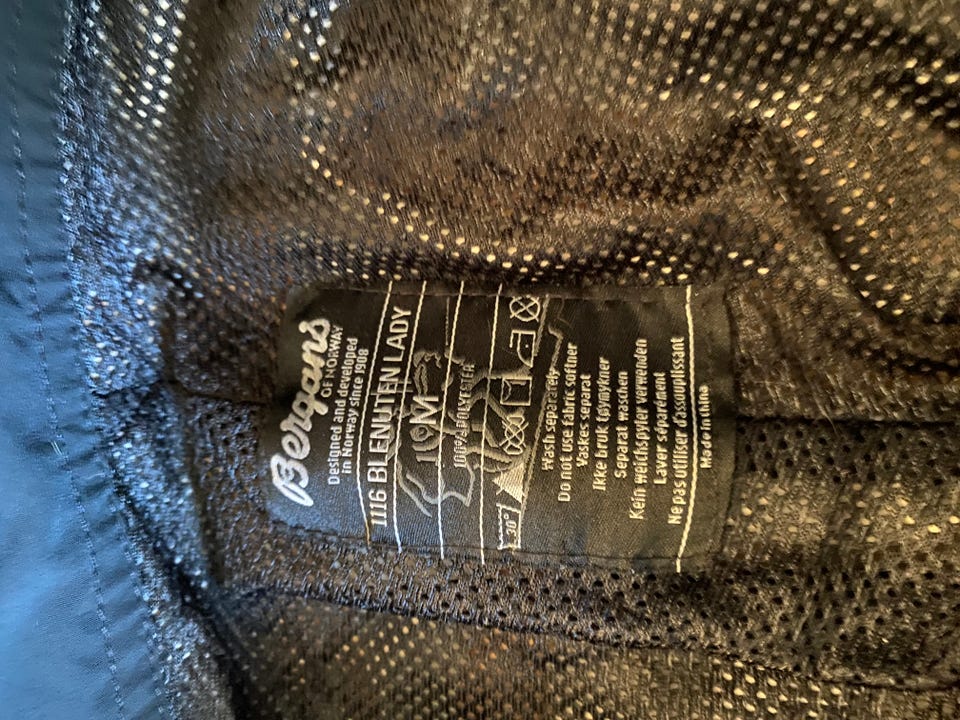 Bergans
OF NORWAY
Designed and developed
in Norway since 1908
1116 BLENUTEN LADY
M
100% POLYESTER
30°
Wash separately
Do not use fabric softner
Vaskes separat
Ikke bruk tøymykner
Separat waschen
Kein weichspyler verwenden
Laver séparément
Ne pas utiliser d'assouplissant
Made in China